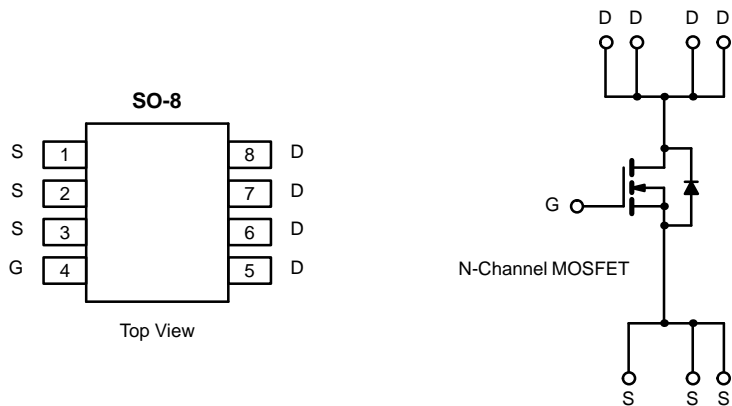 SO-8
S 1 8 D
S 2 7 D
S 3 6 D
G 4 5 D
Top View
D D D D
G
N-Channel MOSFET
S S S